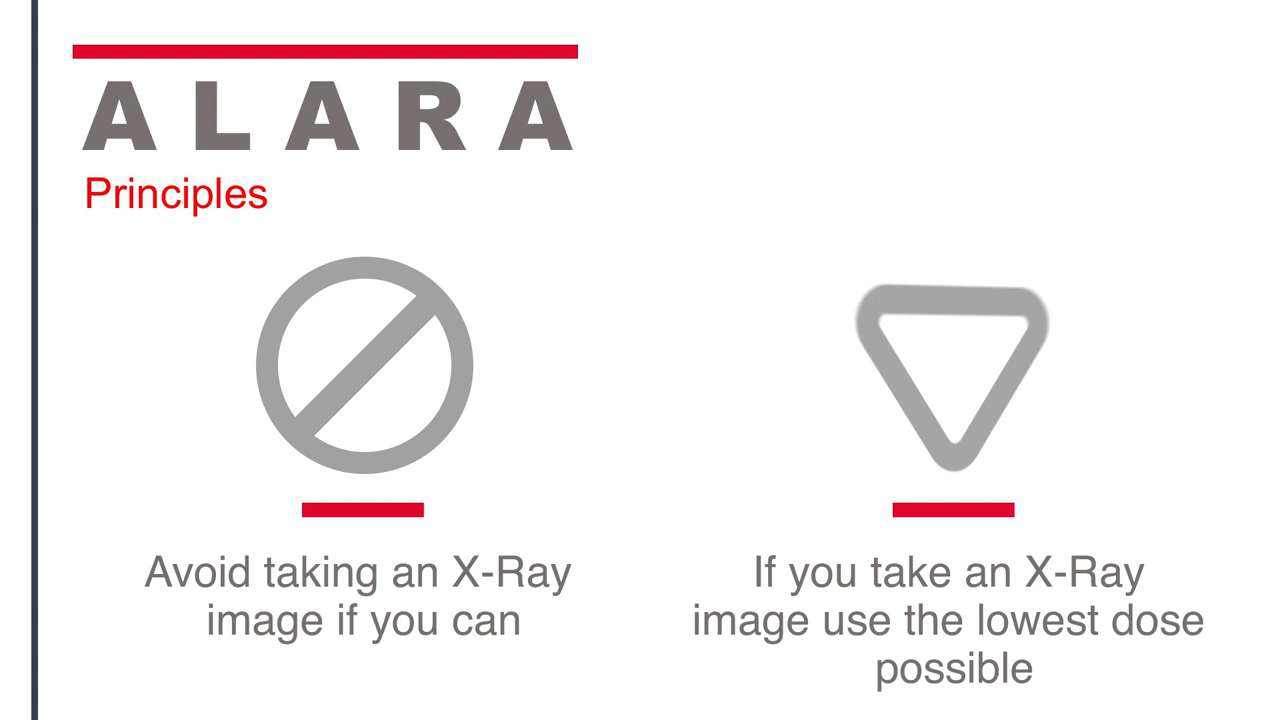 ALARA
Principles
Avoid taking an X-Ray
image if you can
If you take an X-Ray
image use the lowest dose
possible